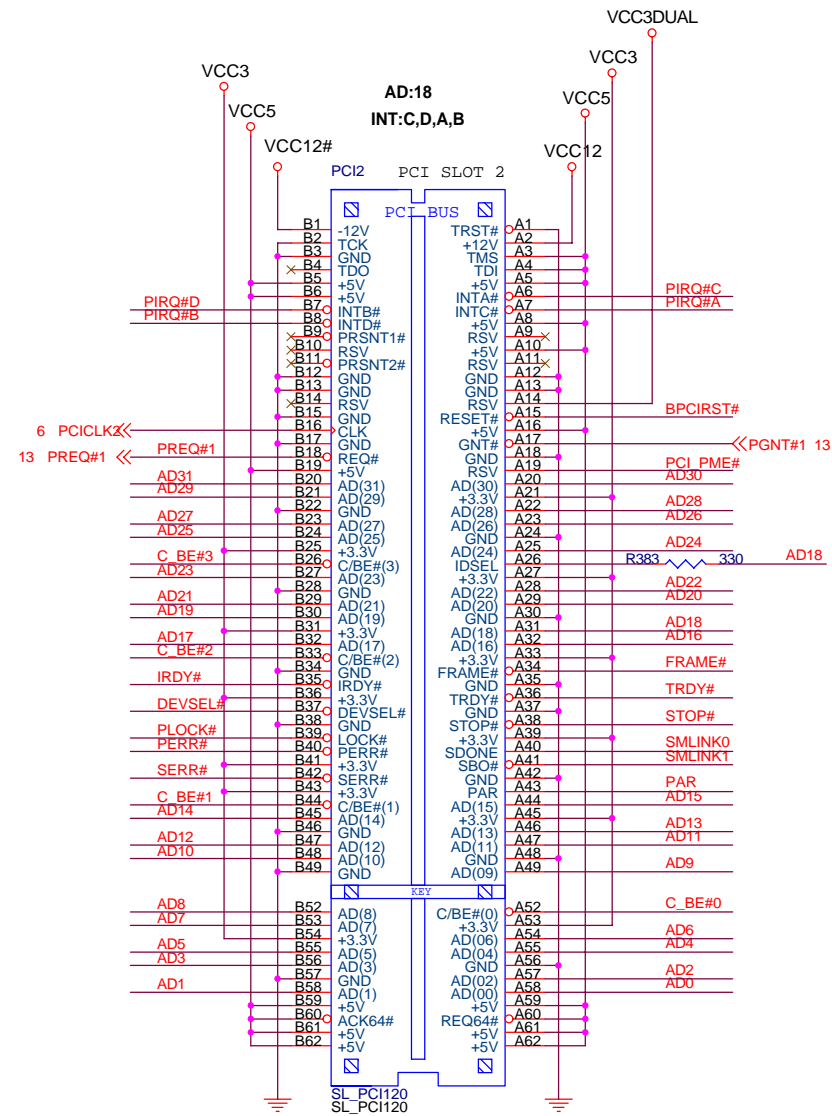 VCC3DUAL
VCC3 VCC3
AD:18
VCC5 VCC5
INT:C,D,A,B
VCC12# VCC12
PCI2 PCI SLOT 2
PCI BUS
B1 -12V TRST# A1
B2 TCK +12V A2
B3 GND TMS A3
B4 TDO TDI A4
B5 +5V +5V A5
B6 +5V INTA# A6 PIRQ#C
PIRQ#D B7 INTB# INTC# A7 PIRQ#A
PIRQ#B B8 INTD# +5V A8
B9 PRSNT1# RSV A9
B10 RSV +5V A10
B11 PRSNT2# RSV A11
B12 GND GND A12
B13 GND GND A13
B14 RSV RSV A14
B15 GND RESET# A15 BPCIRST#
6 PCICLK2 B16 CLK +5V A16
B17 GND GNT# A17 PGNT#1 13
13 PREQ#1 PREQ#1 B18 REQ# GND A18
B19 +5V RSV A19 PCI_PME#
AD31 B20 AD(31) AD(30) A20 AD30
AD29 B21 AD(29) +3.3V A21
B22 GND AD(28) A22 AD28
AD27 B23 AD(27) AD(26) A23 AD26
AD25 B24 AD(25) GND A24
B25 +3.3V AD(24) A25 AD24
C_BE#3 B26 C/BE#(3) IDSEL A26 R383 330 AD18
AD23 B27 AD(23) +3.3V A27
B28 GND AD(22) A28 AD22
AD21 B29 AD(21) AD(20) A29 AD20
AD19 B30 AD(19) GND A30
B31 +3.3V AD(18) A31 AD18
AD17 B32 AD(17) AD(16) A32 AD16
C_BE#2 B33 C/BE#(2) +3.3V A33
B34 GND FRAME# A34 FRAME#
IRDY# B35 IRDY# GND A35
B36 +3.3V TRDY# A36 TRDY#
DEVSEL# B37 DEVSEL# GND A37
B38 GND STOP# A38 STOP#
PLOCK# B39 LOCK# +3.3V A39
PERR# B40 PERR# SDONE A40 SMLINK0
B41 +3.3V SBO# A41 SMLINK1
SERR# B42 SERR# GND A42
B43 +3.3V PAR A43 PAR
C_BE#1 B44 C/BE#(1) AD(15) A44 AD15
AD14 B45 AD(14) +3.3V A45
B46 GND AD(13) A46 AD13
AD12 B47 AD(12) AD(11) A47 AD11
AD10 B48 AD(10) GND A48
B49 GND AD(09) A49 AD9
KEY
AD8 B52 AD(8) C/BE#(0) A52 C_BE#0
AD7 B53 AD(7) +3.3V A53
B54 +3.3V AD(06) A54 AD6
AD5 B55 AD(5) AD(04) A55 AD4
AD3 B56 AD(3) GND A56
B57 GND AD(02) A57 AD2
AD1 B58 AD(1) AD(00) A58 AD0
B59 +5V +5V A59
B60 ACK64# REQ64# A60
B61 +5V +5V A61
B62 +5V +5V A62
SL_PCI120
SL_PCI120